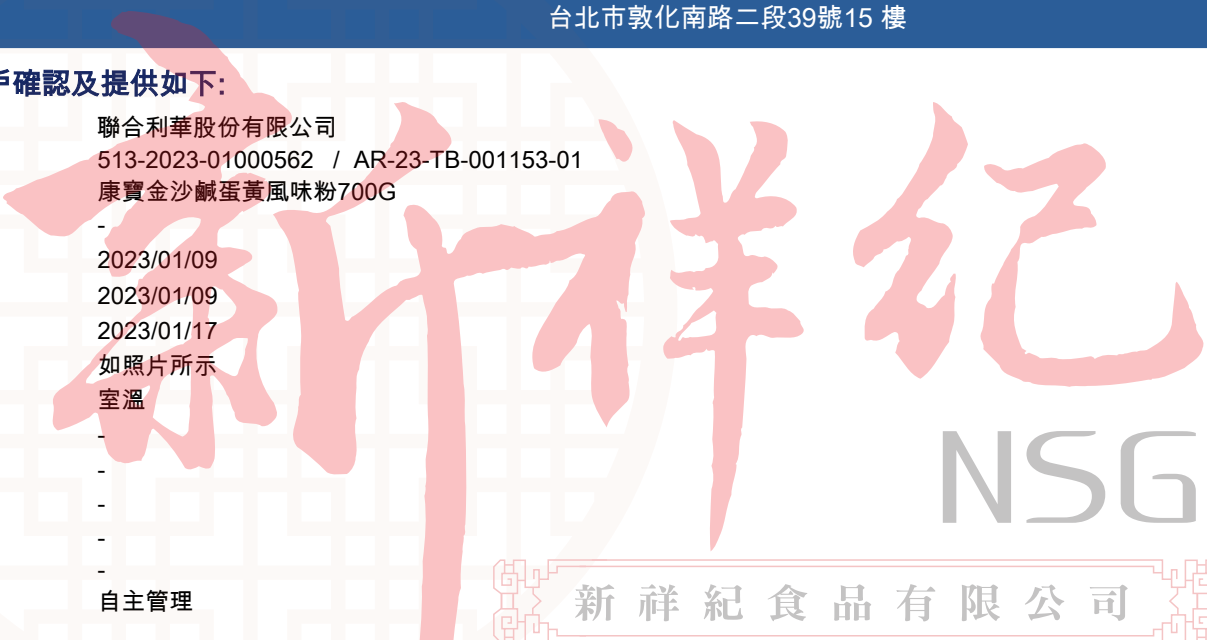 台北市敦化南路二段39號15 樓
確認及提供如下:
聯合利華股份有限公司
513-2023-01000562 / AR-23-TB-001153-01
康寶金沙鹹蛋黃風味粉700G
-
2023/01/09
2023/01/09
2023/01/17
如照片所示
室溫
-
-
-
-
-
自主管理
新祥紀
NSG
新祥紀食品有限公司